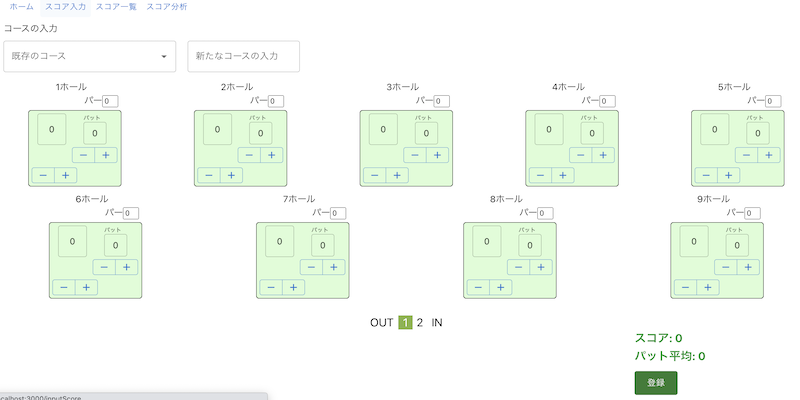 ホーム スコア入力 スコア一覧 スコア分析
コースの入力
既存のコース 新たなコースの入力
1ホール 2ホール 3ホール 4ホール 5ホール
パー 0 パー 0 パー 0 パー 0 パー 0
パット パット パット パット パット
0 0 0 0 0 0 0 0 0 0
− + − + − + − + − +
− + − + − + − + − +
6ホール 7ホール 8ホール 9ホール
パー 0 パー 0 パー 0 パー 0
パット パット パット パット
0 0 0 0 0 0 0 0
− + − + − + − +
− + − + − + − +
OUT 1 2 IN
スコア: 0
パット平均: 0
登録
calhost:3000/inputScore